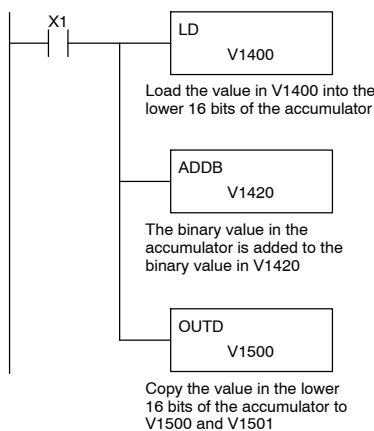 X1
LD
V1400
Load the value in V1400 into the
lower 16 bits of the accumulator
ADDB
V1420
The binary value in the
accumulator is added to the
binary value in V1420
OUTD
V1500
Copy the value in the lower
16 bits of the accumulator to
V1500 and V1501